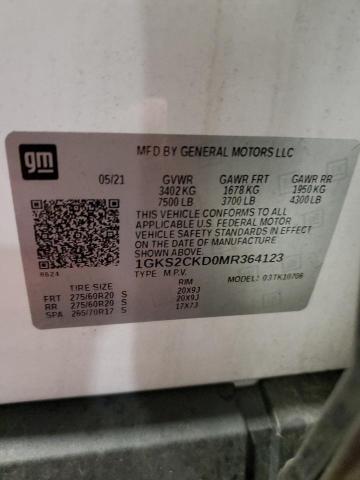 gm
MFD BY GENERAL MOTORS LLC
05/21 GVWR GAWR FRT GAWR RR
3402 KG 1678 KG 1950 KG
7500 LB 3700 LB 4300 LB
THIS VEHICLE CONFORMS TO ALL
APPLICABLE U.S. FEDERAL MOTOR
VEHICLE SAFETY STANDARDS IN EFFECT
ON THE DATE OF MANUFACTURE
SHOWN ABOVE.
1GKS2CKD0MR364123
TYPE M.P.V. MODEL: 03TK10706
8624
TIRE SIZE RIM
FRT 275/60R20 S 20X9J
RR 275/60R20 S 20X9J
SPA 265/70R17 S 17X7J